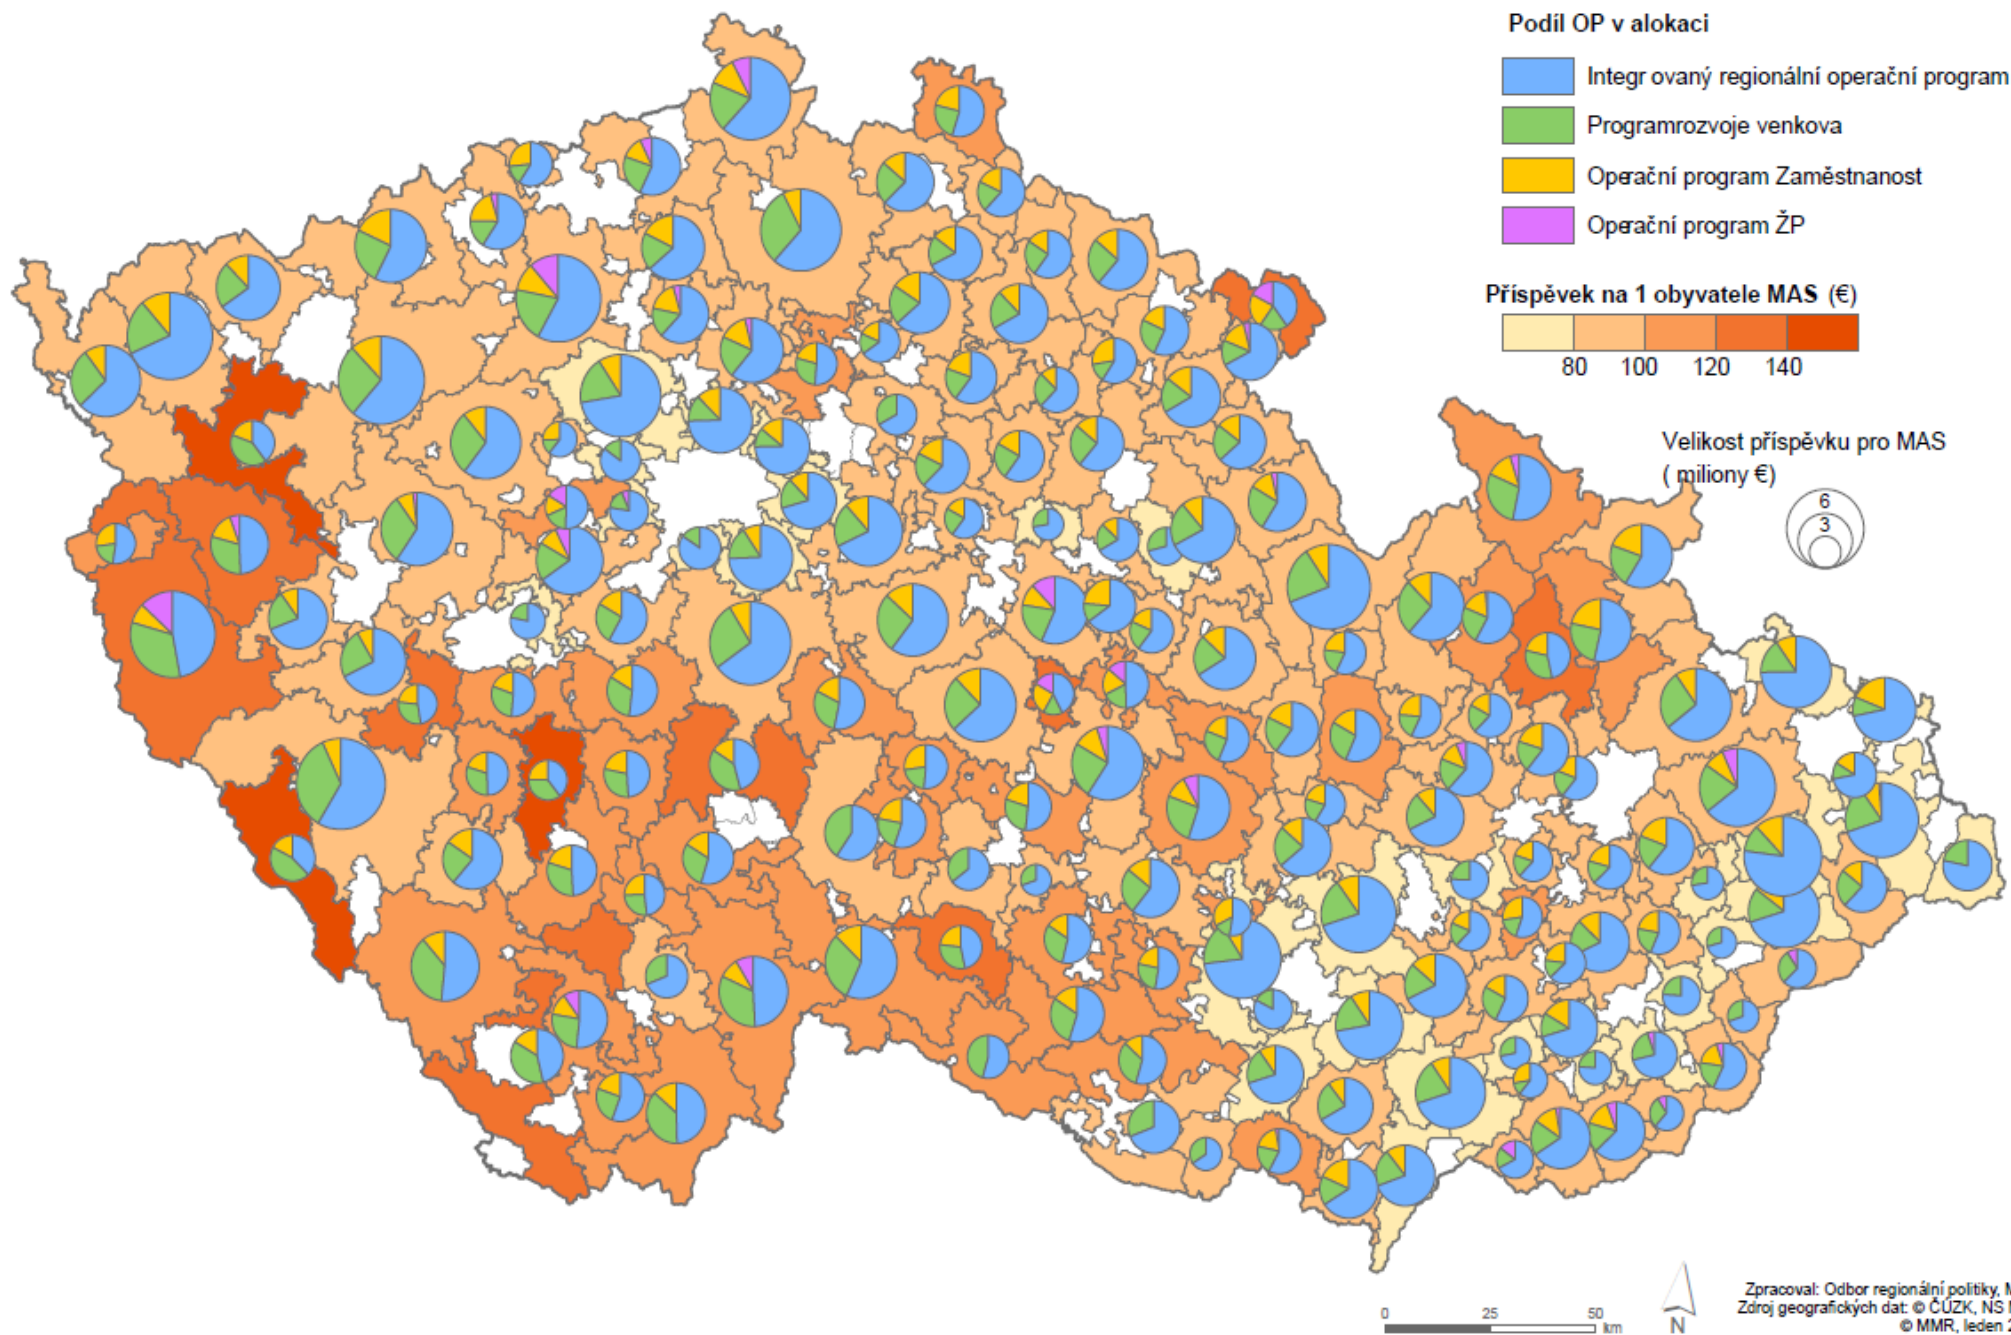 Podíl OP v alokaci
Integr ovaný regionální operační program
Programrozvoje venkova
Operační program Zaměstnanost
Operační program ŽP
Příspěvek na 1 obyvatele MAS (€)
80 100 120 140
Velikost příspěvku pro MAS
( miliony €)
6
3
0 25 50
km
N
Zpracoval: Odbor regionální politiky, M
Zdroj geografických dat: © ČÚZK, NS
© MMR, leden